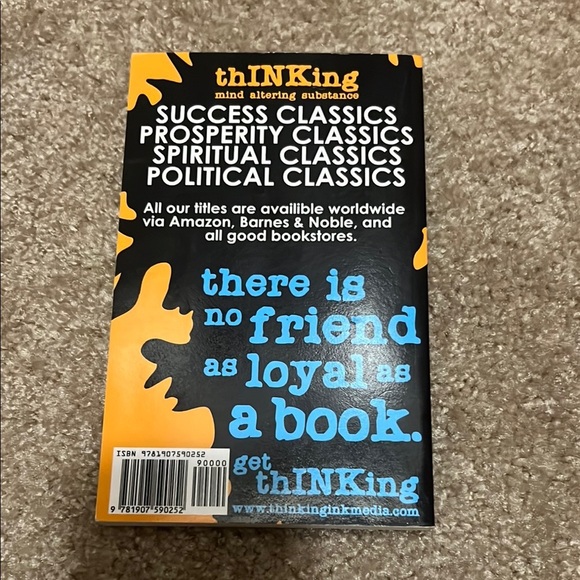 thINKing
mind altering substance
SUCCESS CLASSICS
PROSPERITY CLASSICS
SPIRITUAL CLASSICS
POLITICAL CLASSICS
All our titles are availible worldwide
via Amazon, Barnes & Noble, and
all good bookstores.
there is
no friend
as loyal as
a book.
get
thINKing
www.thinkinginkmedia.com
ISBN 9781907590252
90000
9 781907 590252